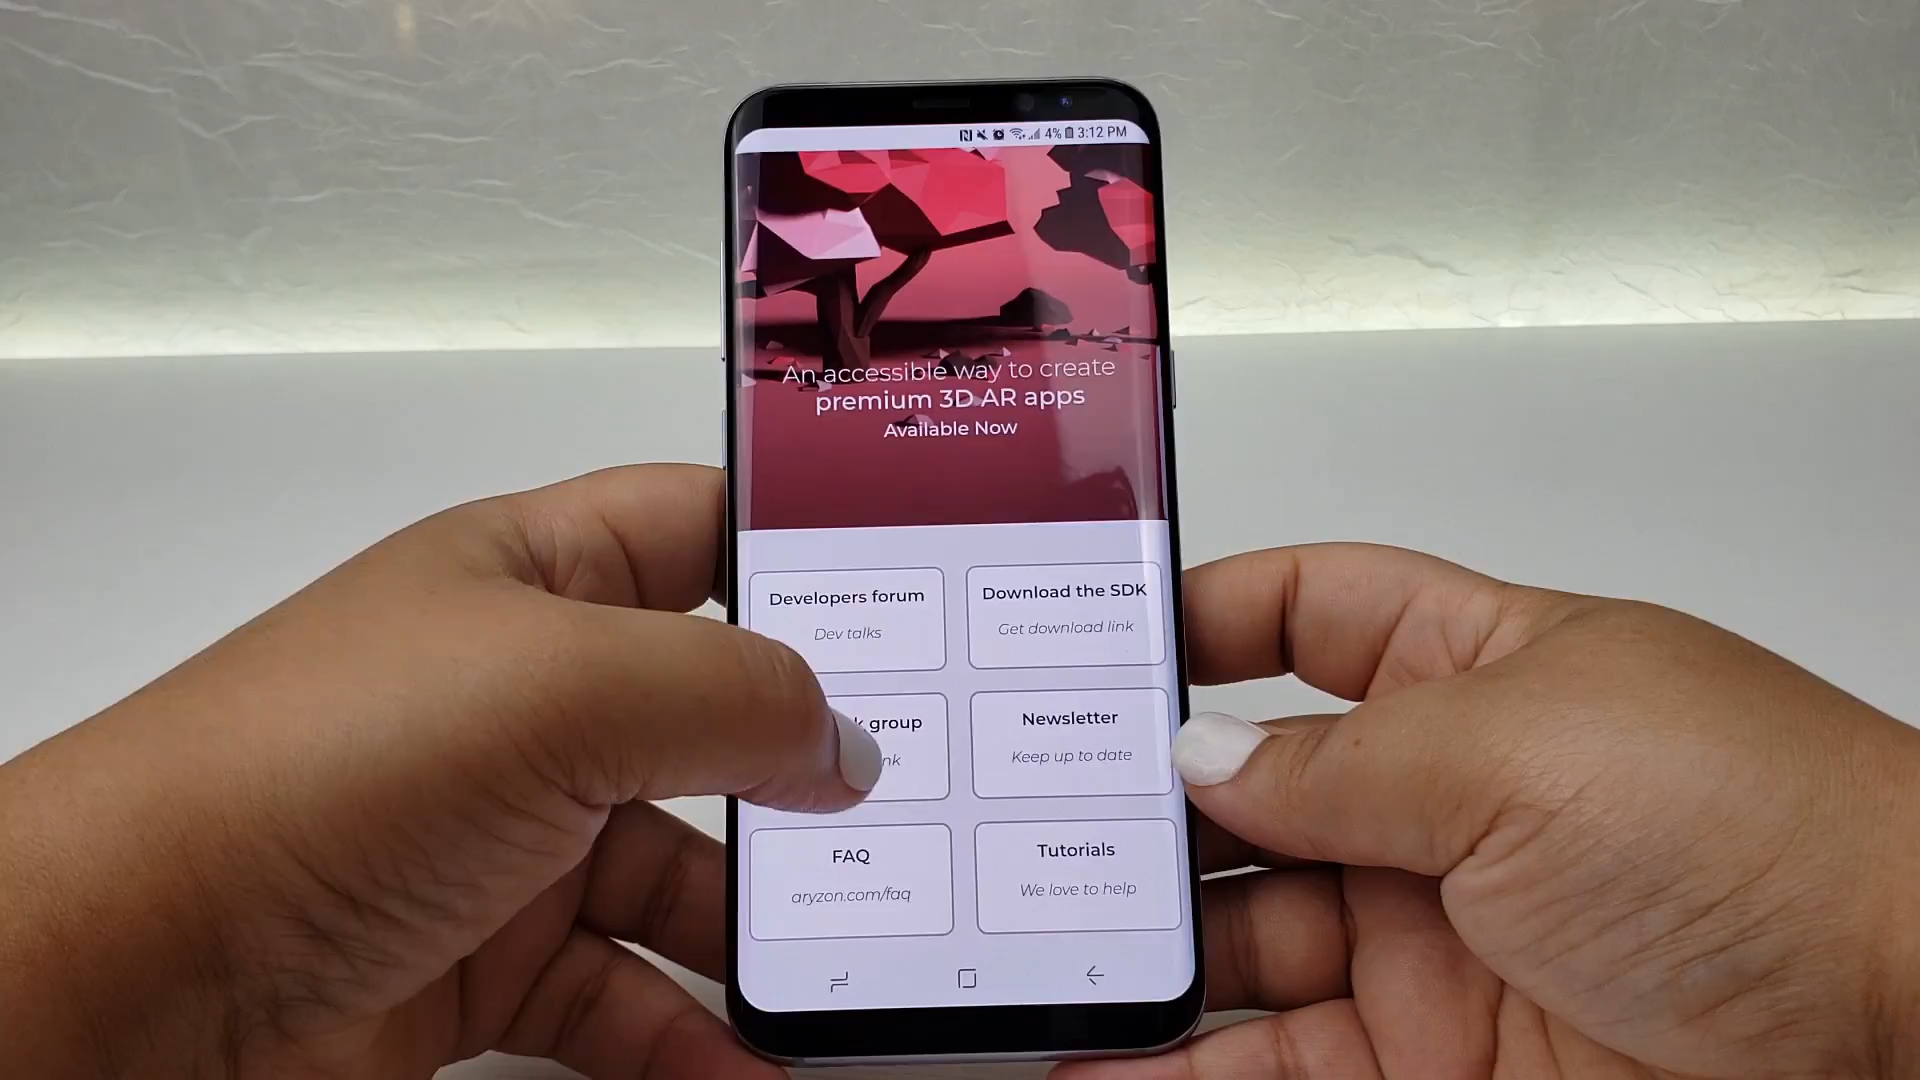 4% 3:12 PM
An accessible way to create
premium 3D AR apps
Available Now
Developers forum
Dev talks
Download the SDK
Get download link
group
Newsletter
Keep up to date
FAQ
aryzon.com/faq
Tutorials
We love to help